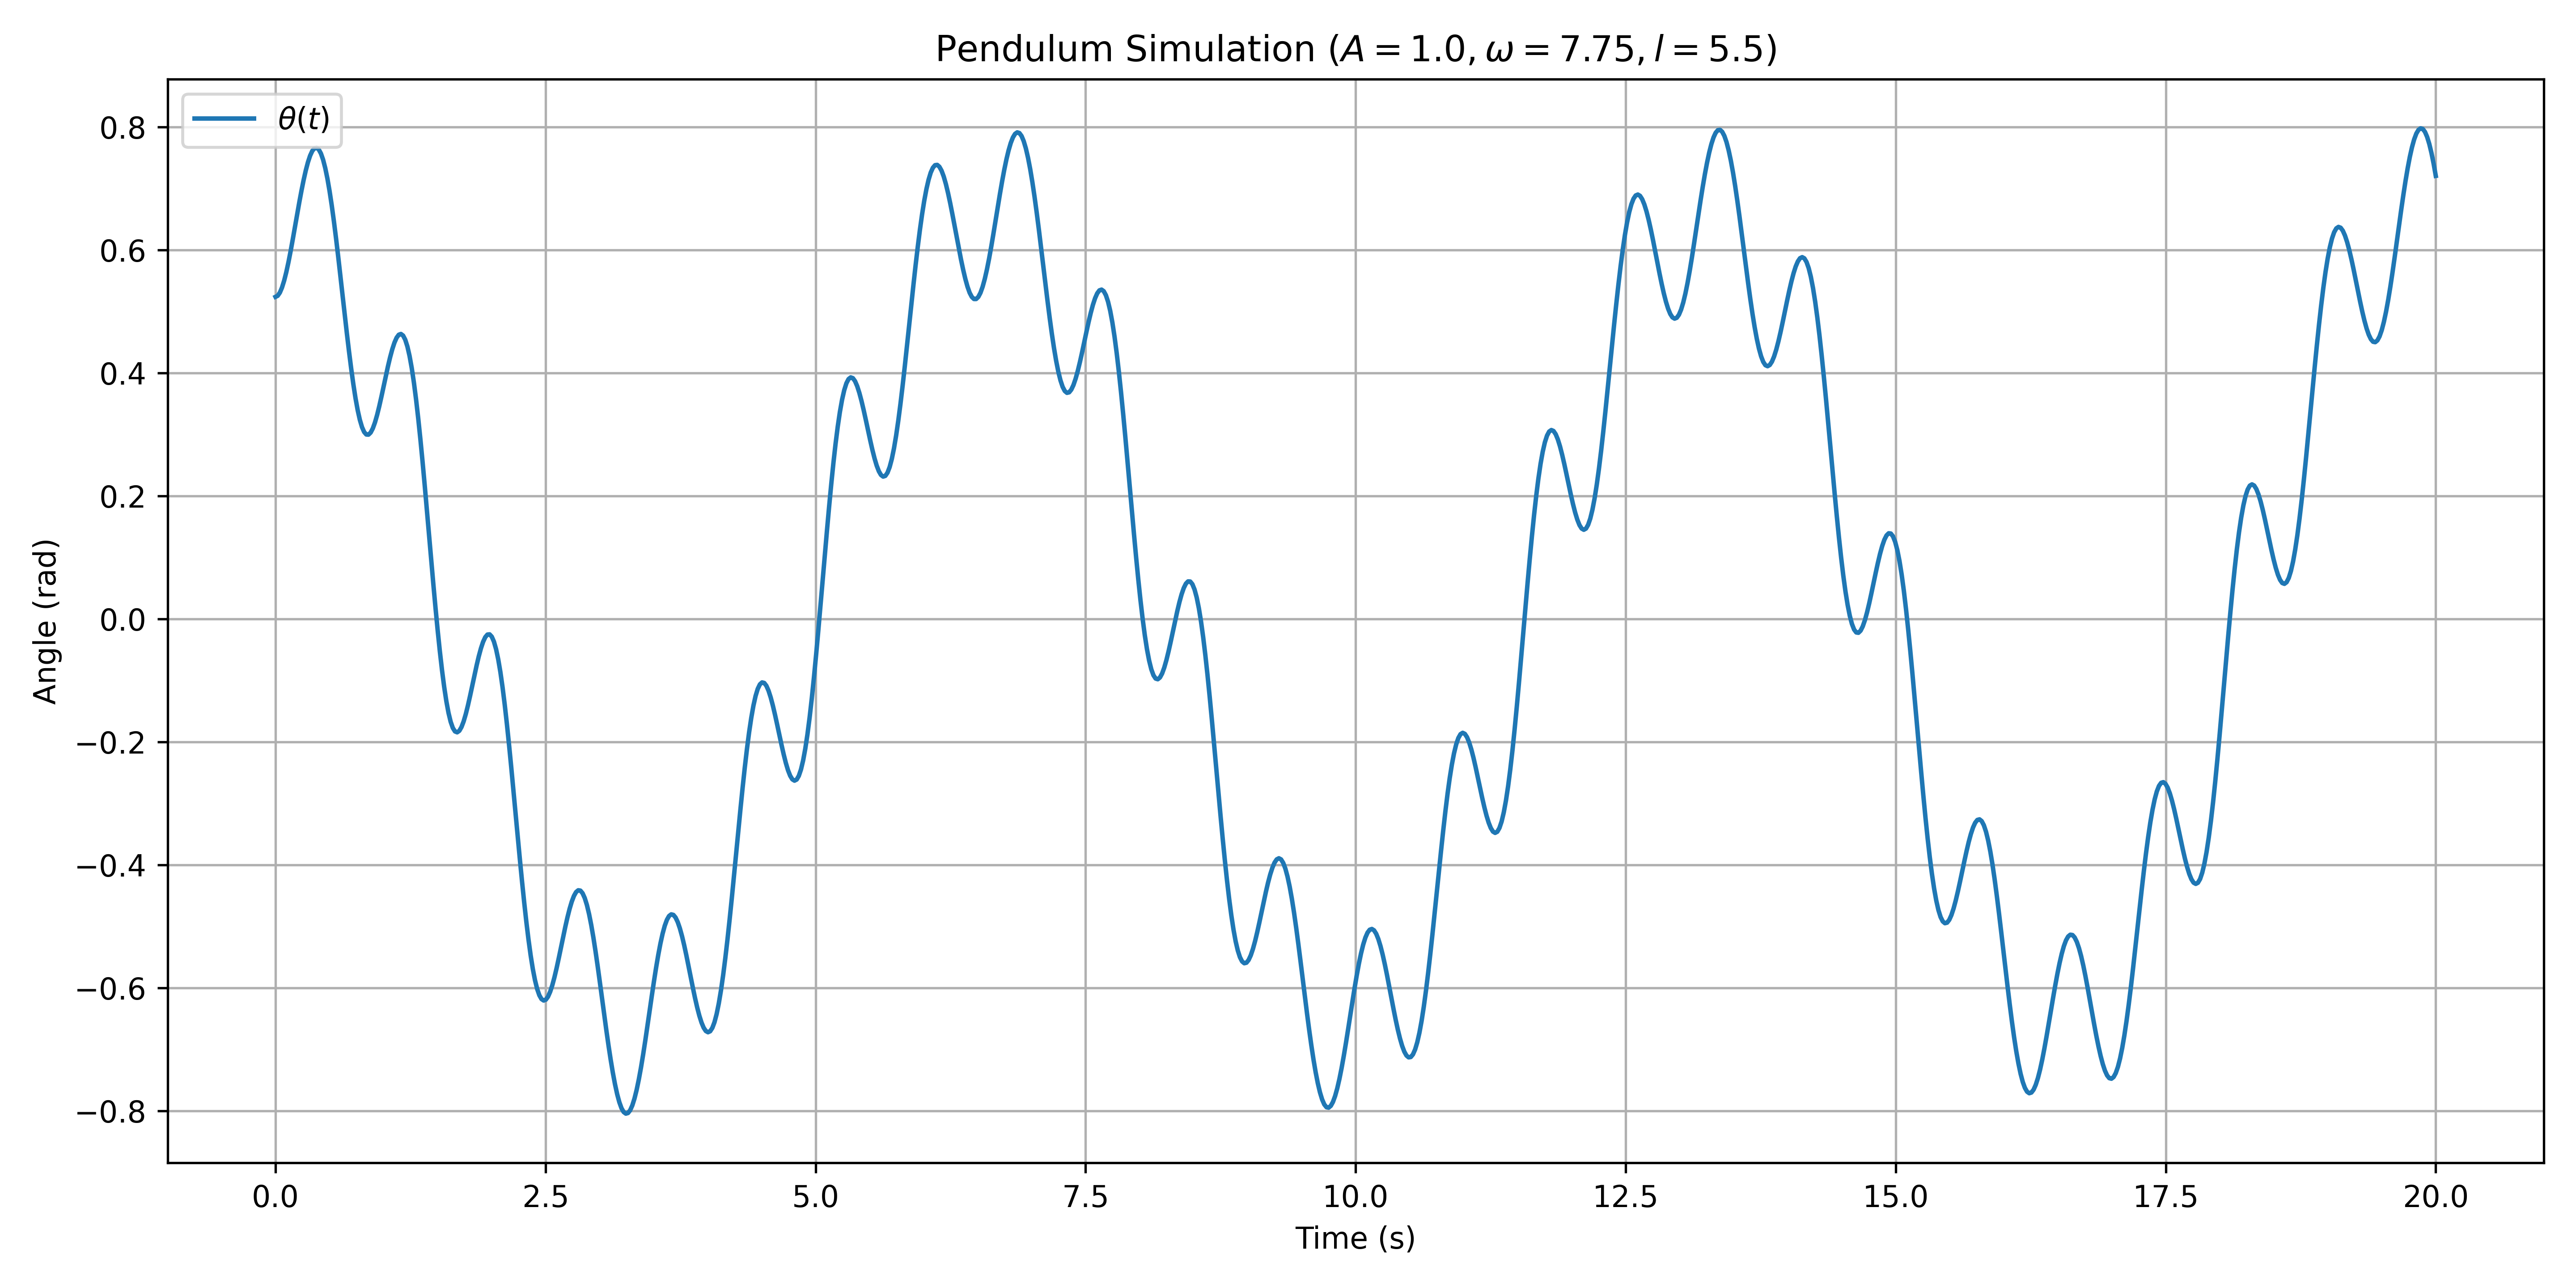 Pendulum Simulation (A = 1.0, ω = 7.75, l = 5.5)
θ(t)
0.8
0.6
0.4
0.2
0.0
−0.2
−0.4
−0.6
−0.8
Angle (rad)
0.0 2.5 5.0 7.5 10.0 12.5 15.0 17.5 20.0
Time (s)